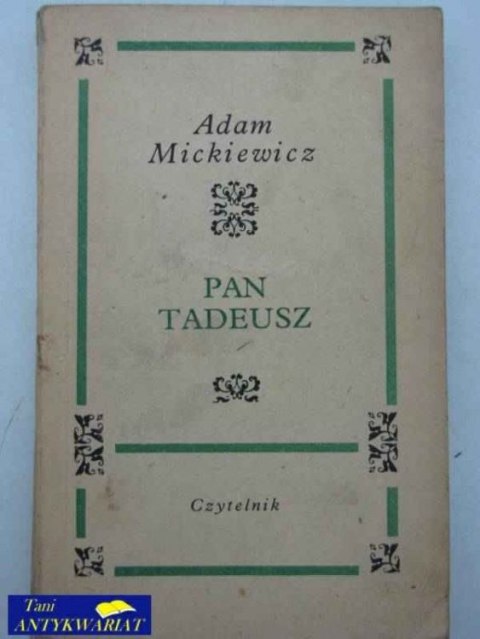 Adam
Mickiewicz
PAN
TADEUSZ
Czytelnik
Tani
ANTYKWARIAT